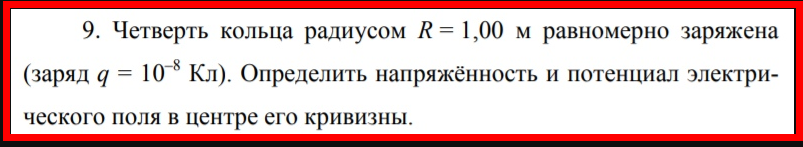 9. Четверть кольца радиусом R = 1,00 м равномерно заряжена
(заряд q = 10⁻⁸ Кл). Определить напряжённость и потенциал электри-
ческого поля в центре его кривизны.